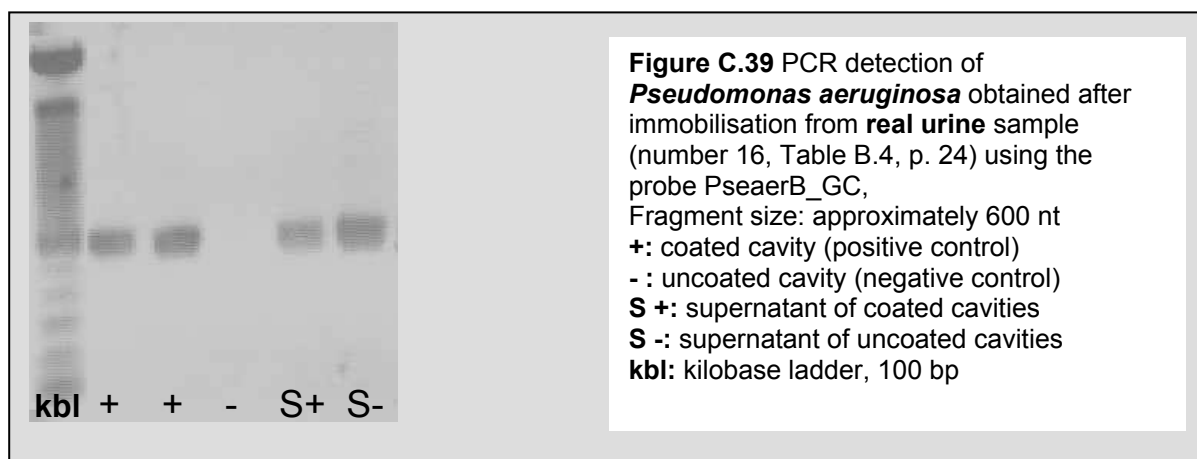 kbl + + - S+ S-
Figure C.39 PCR detection of
Pseudomonas aeruginosa obtained after
immobilisation from real urine sample
(number 16, Table B.4, p. 24) using the
probe PseaerB_GC,
Fragment size: approximately 600 nt
+: coated cavity (positive control)
- : uncoated cavity (negative control)
S +: supernatant of coated cavities
S -: supernatant of uncoated cavities
kbl: kilobase ladder, 100 bp